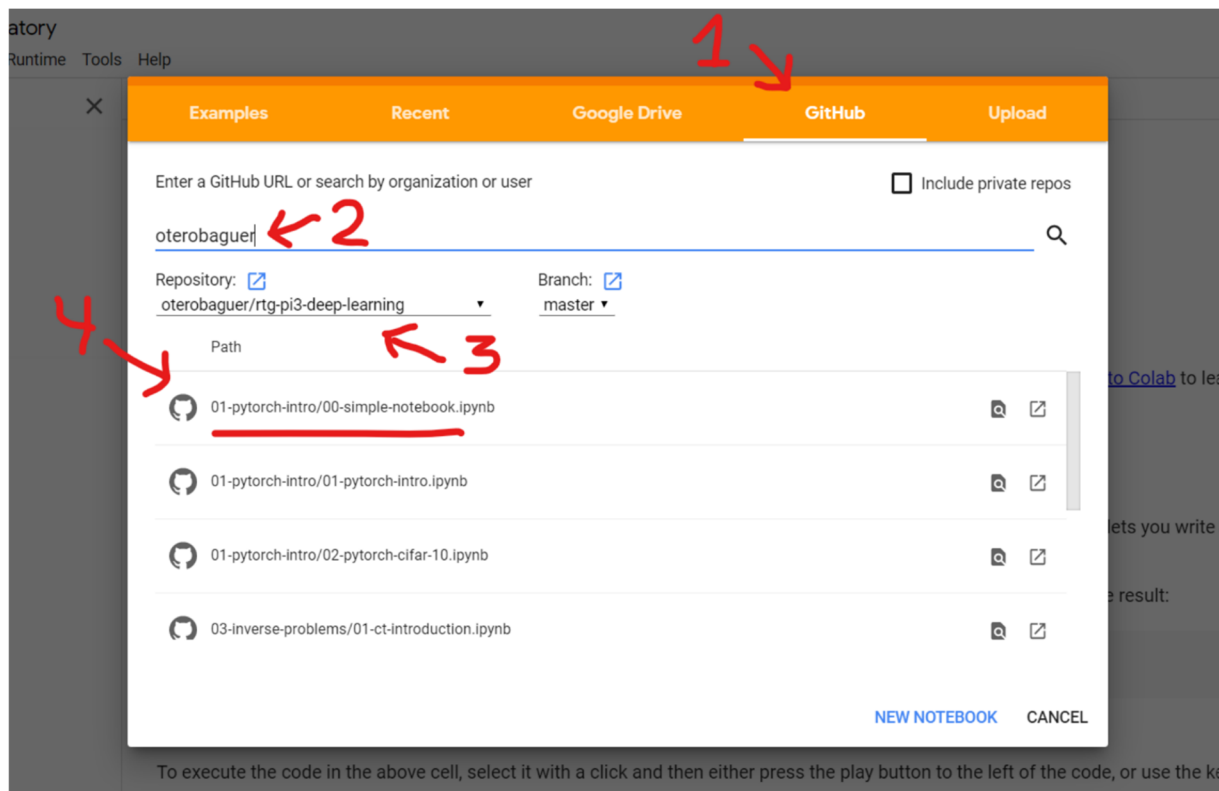 atory
Runtime Tools Help
1
Examples Recent Google Drive GitHub Upload
Enter a GitHub URL or search by organization or user
Include private repos
oterobaguer
2
Repository: Branch:
oterobaguer/rtg-pi3-deep-learning master
4
3
Path
01-pytorch-intro/00-simple-notebook.ipynb
to Colab to lea
01-pytorch-intro/01-pytorch-intro.ipynb
lets you write
01-pytorch-intro/02-pytorch-cifar-10.ipynb
e result:
03-inverse-problems/01-ct-introduction.ipynb
NEW NOTEBOOK CANCEL
To execute the code in the above cell, select it with a click and then either press the play button to the left of the code, or use the ke